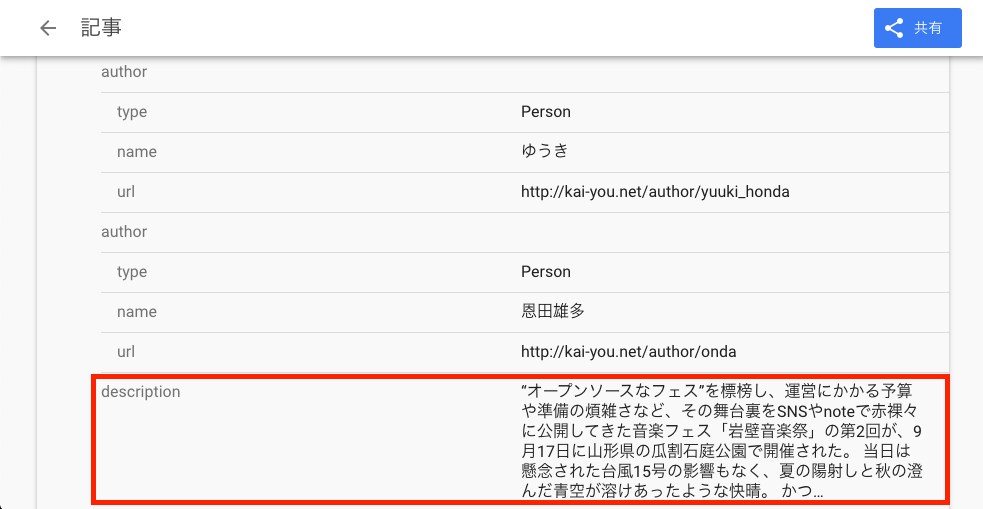 記事
共有
author
type Person
name ゆうき
url http://kai-you.net/author/yuuki_honda
author
type Person
name 恩田雄多
url http://kai-you.net/author/onda
description “オープンソースなフェス”を標榜し、運営にかかる予算
や準備の煩雑さなど、その舞台裏をSNSやnoteで赤裸々
に公開してきた音楽フェス「岩壁音楽祭」の第2回が、9
月17日に山形県の瓜割石庭公園で開催された。 当日は
懸念された台風15号の影響もなく、夏の陽射しと秋の澄
んだ青空が溶けあったような快晴。 かつ...